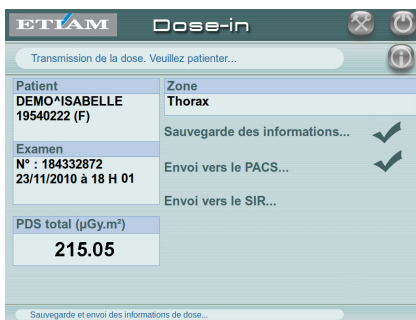 ETIAM
Dose-in
Transmission de la dose. Veuillez patienter...
Patient
DEMO^ISABELLE
19540222 (F)
Examen
N° : 184332872
23/11/2010 à 18 H 01
PDS total (µGy.m²)
215.05
Zone
Thorax
Sauvegarde des informations...
Envoi vers le PACS...
Envoi vers le SIR...
Sauvegarde et envoi des informations de dose...